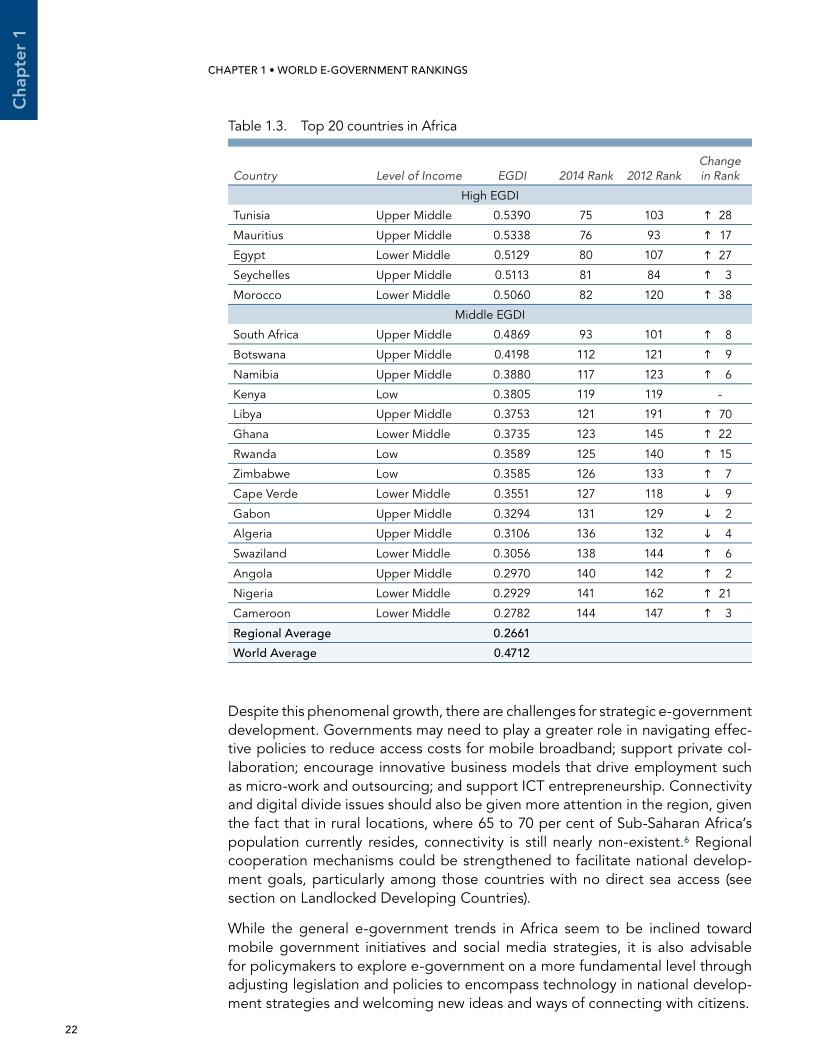 Chapter 1
CHAPTER 1 • WORLD E-GOVERNMENT RANKINGS
Table 1.3. Top 20 countries in Africa
Country Level of Income EGDI 2014 Rank 2012 Rank Change in Rank
High EGDI
Tunisia Upper Middle 0.5390 75 103 ↑ 28
Mauritius Upper Middle 0.5338 76 93 ↑ 17
Egypt Lower Middle 0.5129 80 107 ↑ 27
Seychelles Upper Middle 0.5113 81 84 ↑ 3
Morocco Lower Middle 0.5060 82 120 ↑ 38
Middle EGDI
South Africa Upper Middle 0.4869 93 101 ↑ 8
Botswana Upper Middle 0.4198 112 121 ↑ 9
Namibia Upper Middle 0.3880 117 123 ↑ 6
Kenya Low 0.3805 119 119 -
Libya Upper Middle 0.3753 121 191 ↑ 70
Ghana Lower Middle 0.3735 123 145 ↑ 22
Rwanda Low 0.3589 125 140 ↑ 15
Zimbabwe Low 0.3585 126 133 ↑ 7
Cape Verde Lower Middle 0.3551 127 118 ↓ 9
Gabon Upper Middle 0.3294 131 129 ↓ 2
Algeria Upper Middle 0.3106 136 132 ↓ 4
Swaziland Lower Middle 0.3056 138 144 ↑ 6
Angola Upper Middle 0.2970 140 142 ↑ 2
Nigeria Lower Middle 0.2929 141 162 ↑ 21
Cameroon Lower Middle 0.2782 144 147 ↑ 3
Regional Average 0.2661
World Average 0.4712
Despite this phenomenal growth, there are challenges for strategic e-government
development. Governments may need to play a greater role in navigating effec-
tive policies to reduce access costs for mobile broadband; support private col-
laboration; encourage innovative business models that drive employment such
as micro-work and outsourcing; and support ICT entrepreneurship. Connectivity
and digital divide issues should also be given more attention in the region, given
the fact that in rural locations, where 65 to 70 per cent of Sub-Saharan Africa's
population currently resides, connectivity is still nearly non-existent.6 Regional
cooperation mechanisms could be strengthened to facilitate national develop-
ment goals, particularly among those countries with no direct sea access (see
section on Landlocked Developing Countries).
While the general e-government trends in Africa seem to be inclined toward
mobile government initiatives and social media strategies, it is also advisable
for policymakers to explore e-government on a more fundamental level through
adjusting legislation and policies to encompass technology in national develop-
ment strategies and welcoming new ideas and ways of connecting with citizens.
22